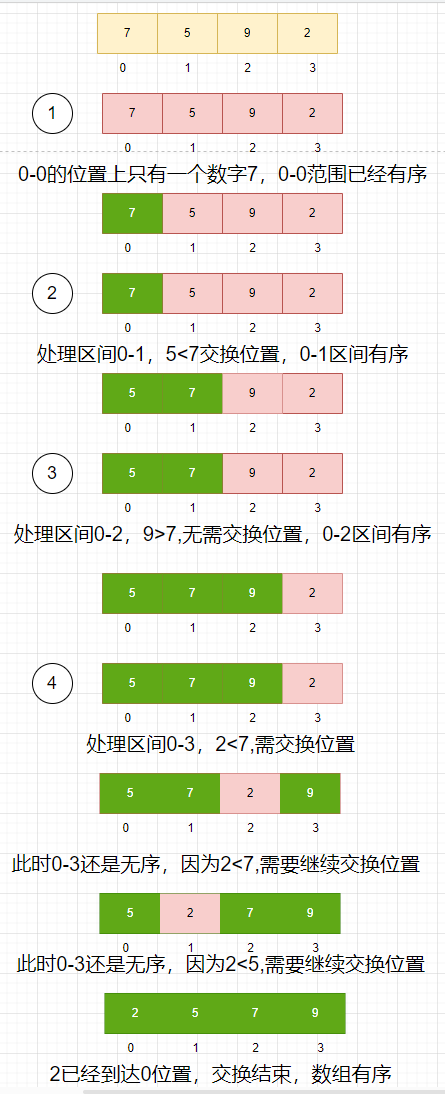 7 5 9 2
0 1 2 3
1
7 5 9 2
0 1 2 3
0-0的位置上只有一个数字7，0-0范围已经有序
7 5 9 2
0 1 2 3
2
7 5 9 2
0 1 2 3
处理区间0-1，5<7交换位置，0-1区间有序
5 7 9 2
0 1 2 3
3
5 7 9 2
0 1 2 3
处理区间0-2，9>7,无需交换位置，0-2区间有序
5 7 9 2
0 1 2 3
4
5 7 9 2
0 1 2 3
处理区间0-3，2<7,需交换位置
5 7 2 9
0 1 2 3
此时0-3还是无序，因为2<7,需要继续交换位置
5 2 7 9
0 1 2 3
此时0-3还是无序，因为2<5,需要继续交换位置
2 5 7 9
0 1 2 3
2已经到达0位置，交换结束，数组有序